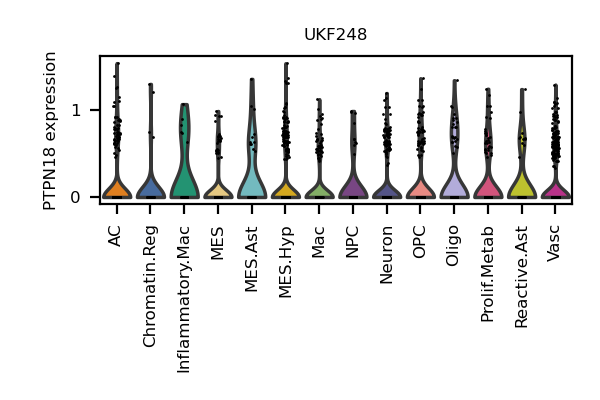 UKF248
PTPN18 expression
1
0
AC
Chromatin.Reg
Inflammatory.Mac
MES
MES.Ast
MES.Hyp
Mac
NPC
Neuron
OPC
Oligo
Prolif.Metab
Reactive.Ast
Vasc